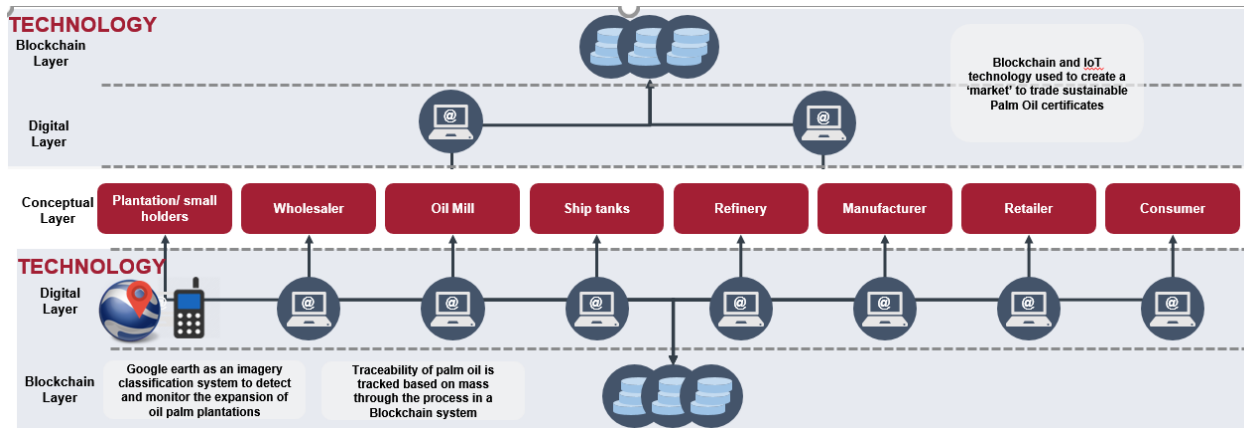 TECHNOLOGY
Blockchain
Layer
Blockchain and IoT
technology used to create a
‘market’ to trade sustainable
Palm Oil certificates
@
@
Digital
Layer
Conceptual
Layer
Plantation/ small
holders
Wholesaler
Oil Mill
Ship tanks
Refinery
Manufacturer
Retailer
Consumer
TECHNOLOGY
Digital
Layer
@
@
@
@
@
@
@
Blockchain
Layer
Google earth as an imagery
classification system to detect
and monitor the expansion of
oil palm plantations
Traceability of palm oil is
tracked based on mass
through the process in a
Blockchain system